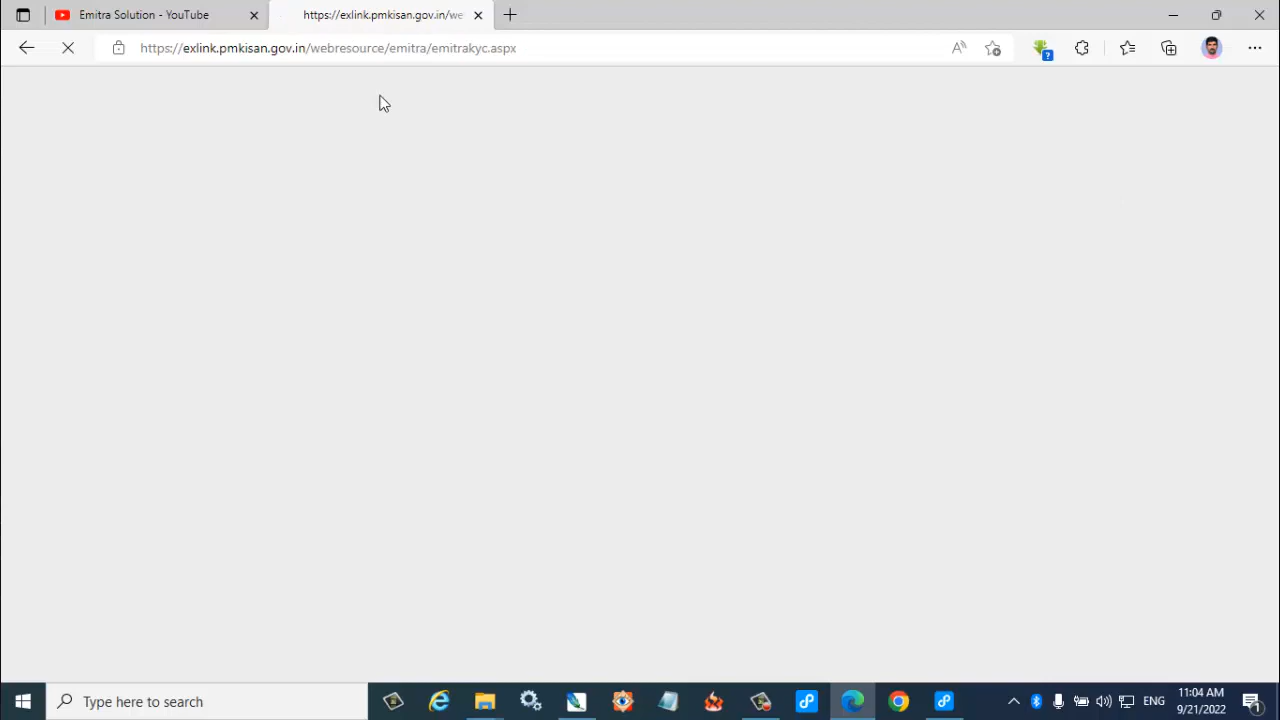 Emitra Solution - YouTube
https://exlink.pmkisan.gov.in/we
https://exlink.pmkisan.gov.in/webresource/emitra/emitrakyc.aspx
Type here to search
ENG
11:04 AM
9/21/2022